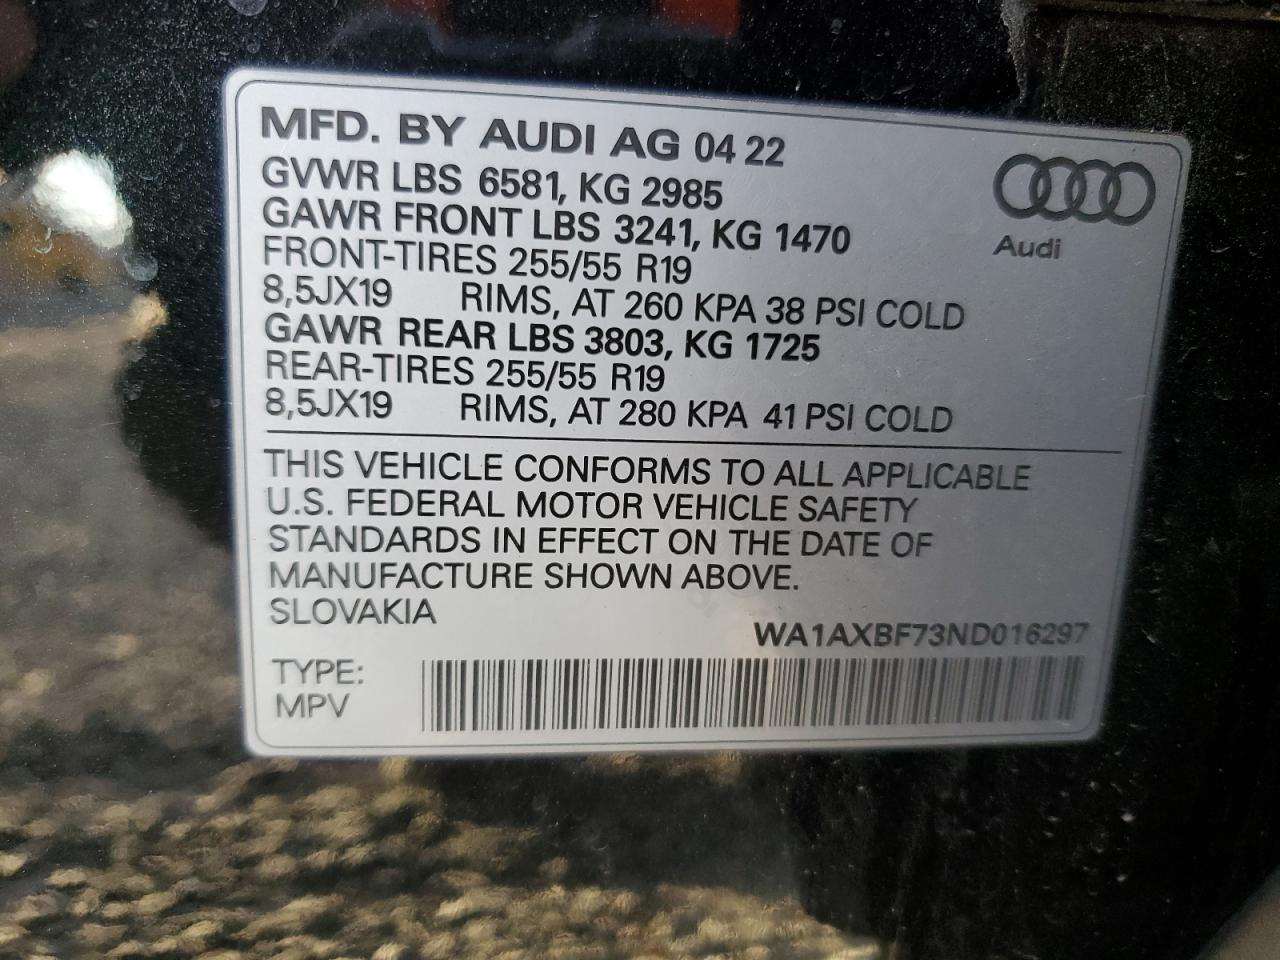 MFD. BY AUDI AG 04 22
GVWR LBS 6581, KG 2985
GAWR FRONT LBS 3241, KG 1470
FRONT-TIRES 255/55 R19
8,5JX19 RIMS, AT 260 KPA 38 PSI COLD
GAWR REAR LBS 3803, KG 1725
REAR-TIRES 255/55 R19
8,5JX19 RIMS, AT 280 KPA 41 PSI COLD
Audi
THIS VEHICLE CONFORMS TO ALL APPLICABLE
U.S. FEDERAL MOTOR VEHICLE SAFETY
STANDARDS IN EFFECT ON THE DATE OF
MANUFACTURE SHOWN ABOVE.
SLOVAKIA
WA1AXBF73ND016297
TYPE:
MPV